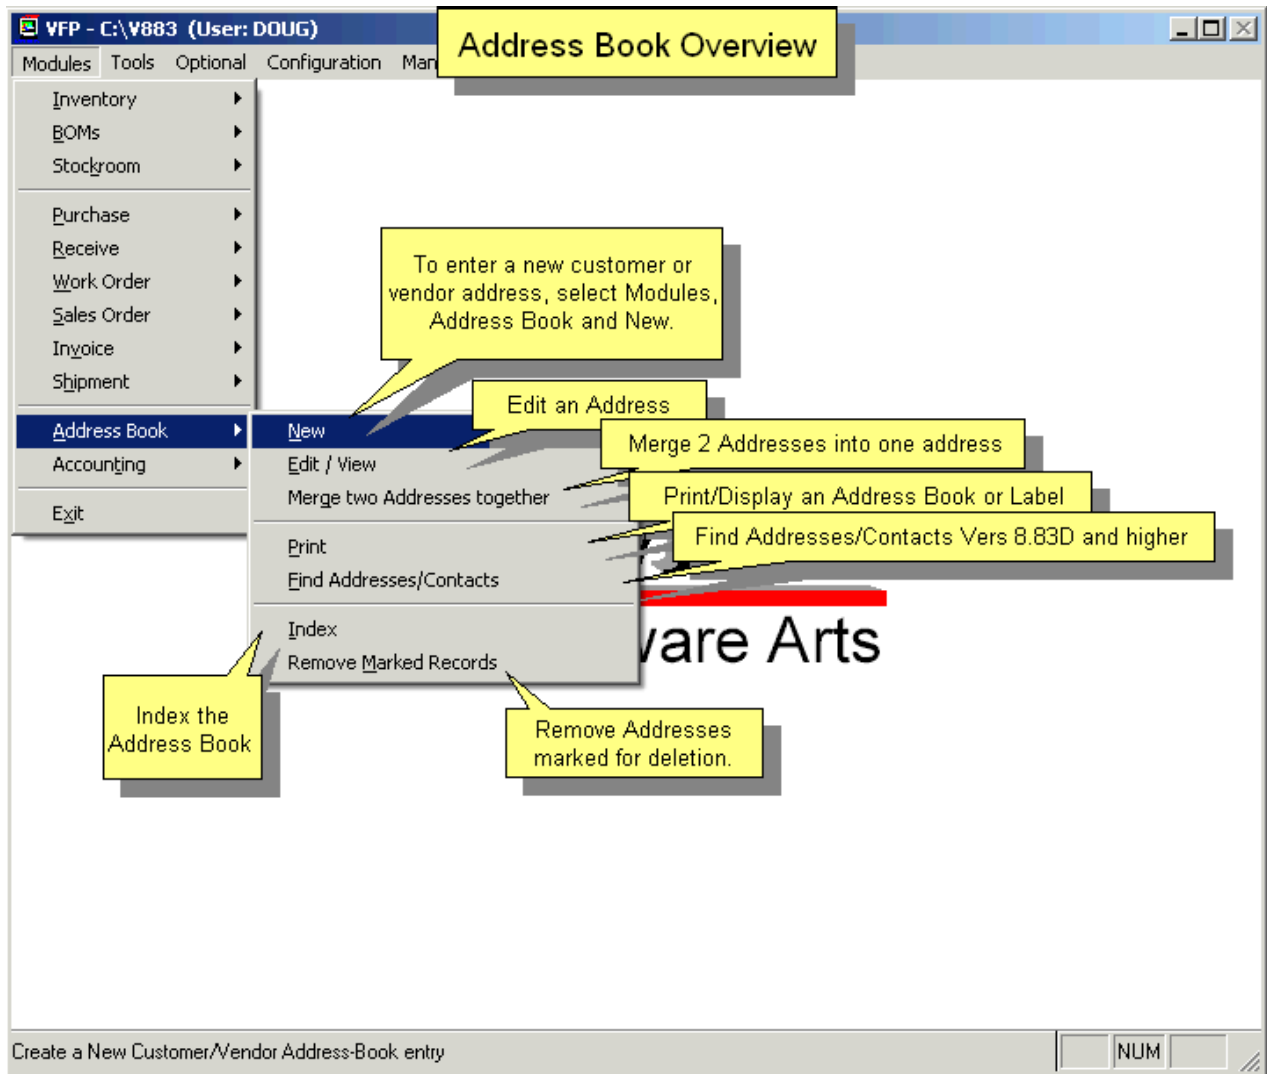 VFP - C:\V883 (User: DOUG)
Address Book Overview
Modules Tools Optional Configuration Man
Inventory
BOMs
Stockroom
Purchase
Receive
Work Order
Sales Order
Invoice
Shipment
Address Book
Accounting
Exit
To enter a new customer or
vendor address, select Modules,
Address Book and New.
New
Edit an Address
Edit / View
Merge 2 Addresses into one address
Merge two Addresses together
Print/Display an Address Book or Label
Print
Find Addresses/Contacts Vers 8.83D and higher
Find Addresses/Contacts
Index
Remove Marked Records
ware Arts
Index the
Address Book
Remove Addresses
marked for deletion.
Create a New Customer/Vendor Address-Book entry
NUM